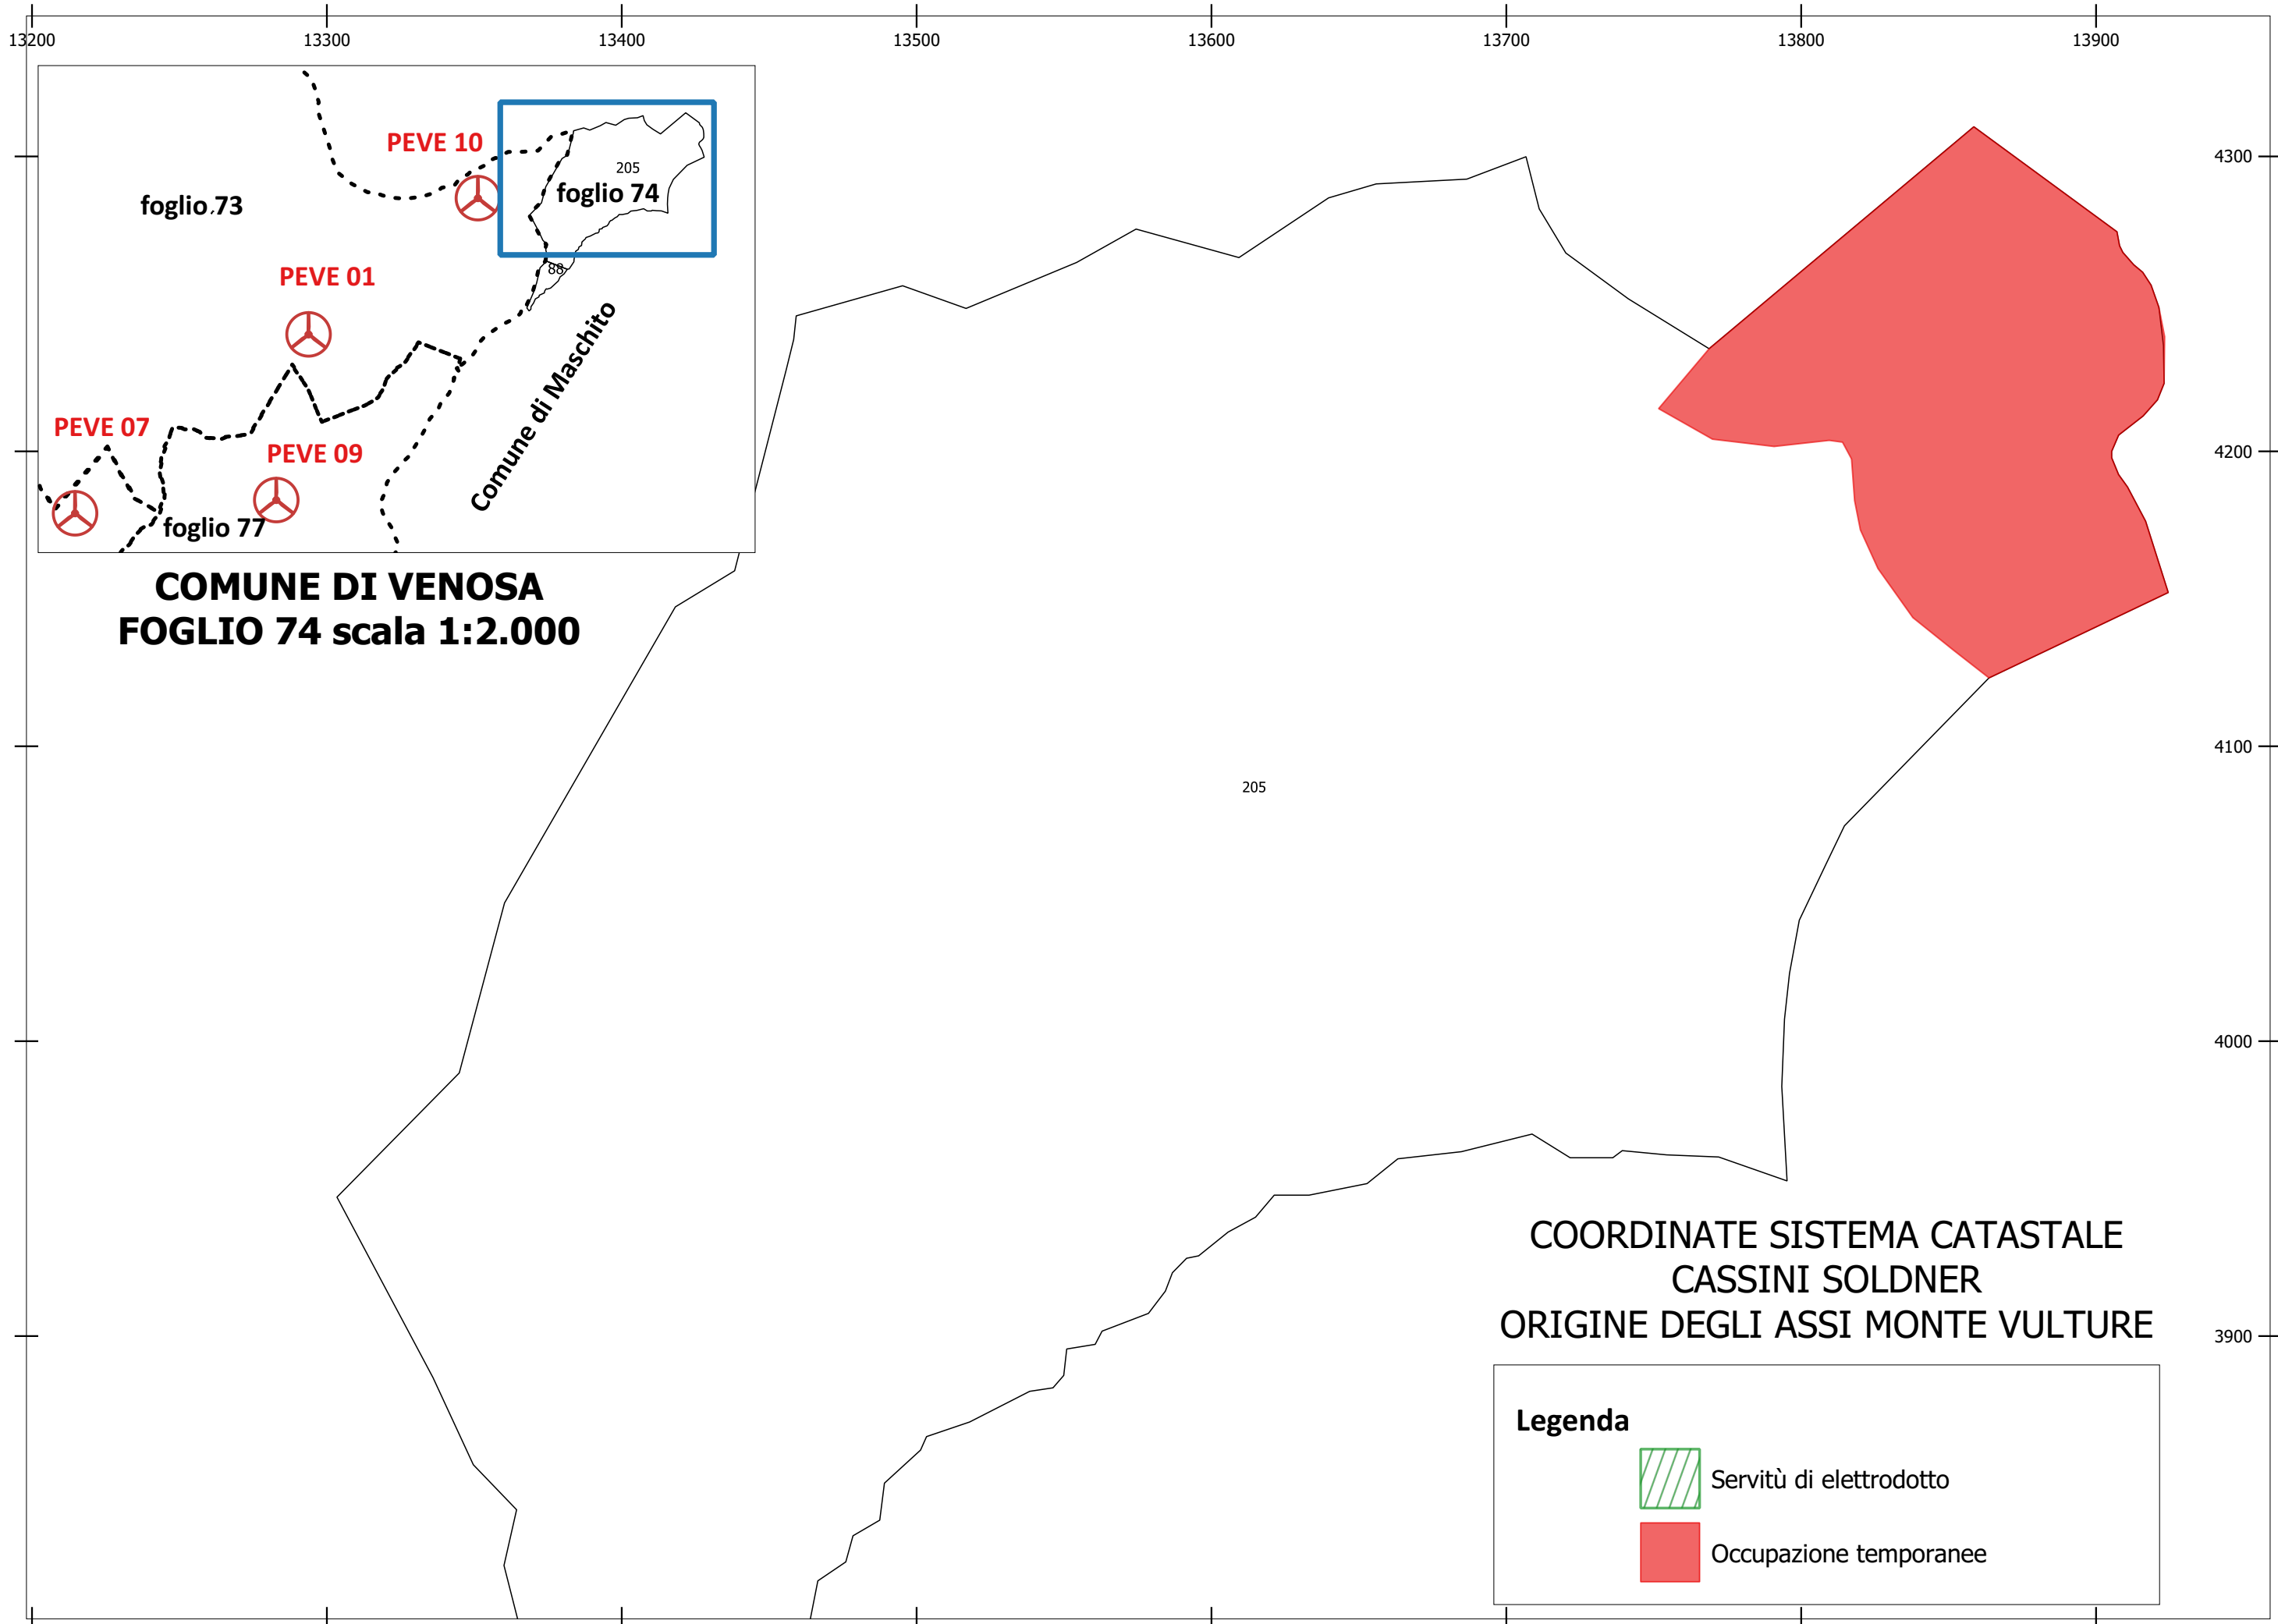 13200 13300 13400 13500 13600 13700 13800 13900
4300
4200
4100
4000
3900
PEVE 10
205
foglio 74
foglio 73
PEVE 01
88
Comune di Maschito
PEVE 07
PEVE 09
foglio 77
COMUNE DI VENOSA
FOGLIO 74 scala 1:2.000
205
COORDINATE SISTEMA CATASTALE
CASSINI SOLDNER
ORIGINE DEGLI ASSI MONTE VULTURE
Legenda
Servitù di elettrodotto
Occupazione temporanee